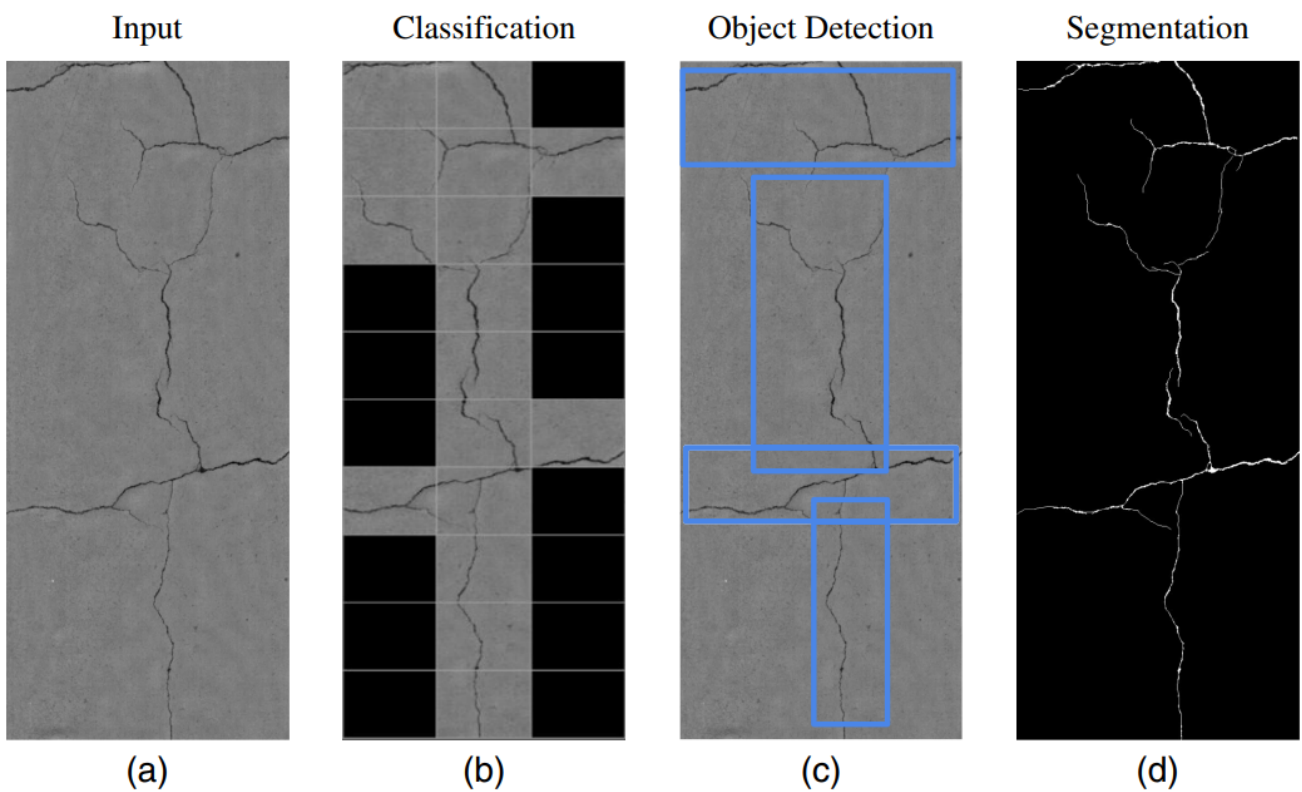 Input
Classification
Object Detection
Segmentation
(a)
(b)
(c)
(d)